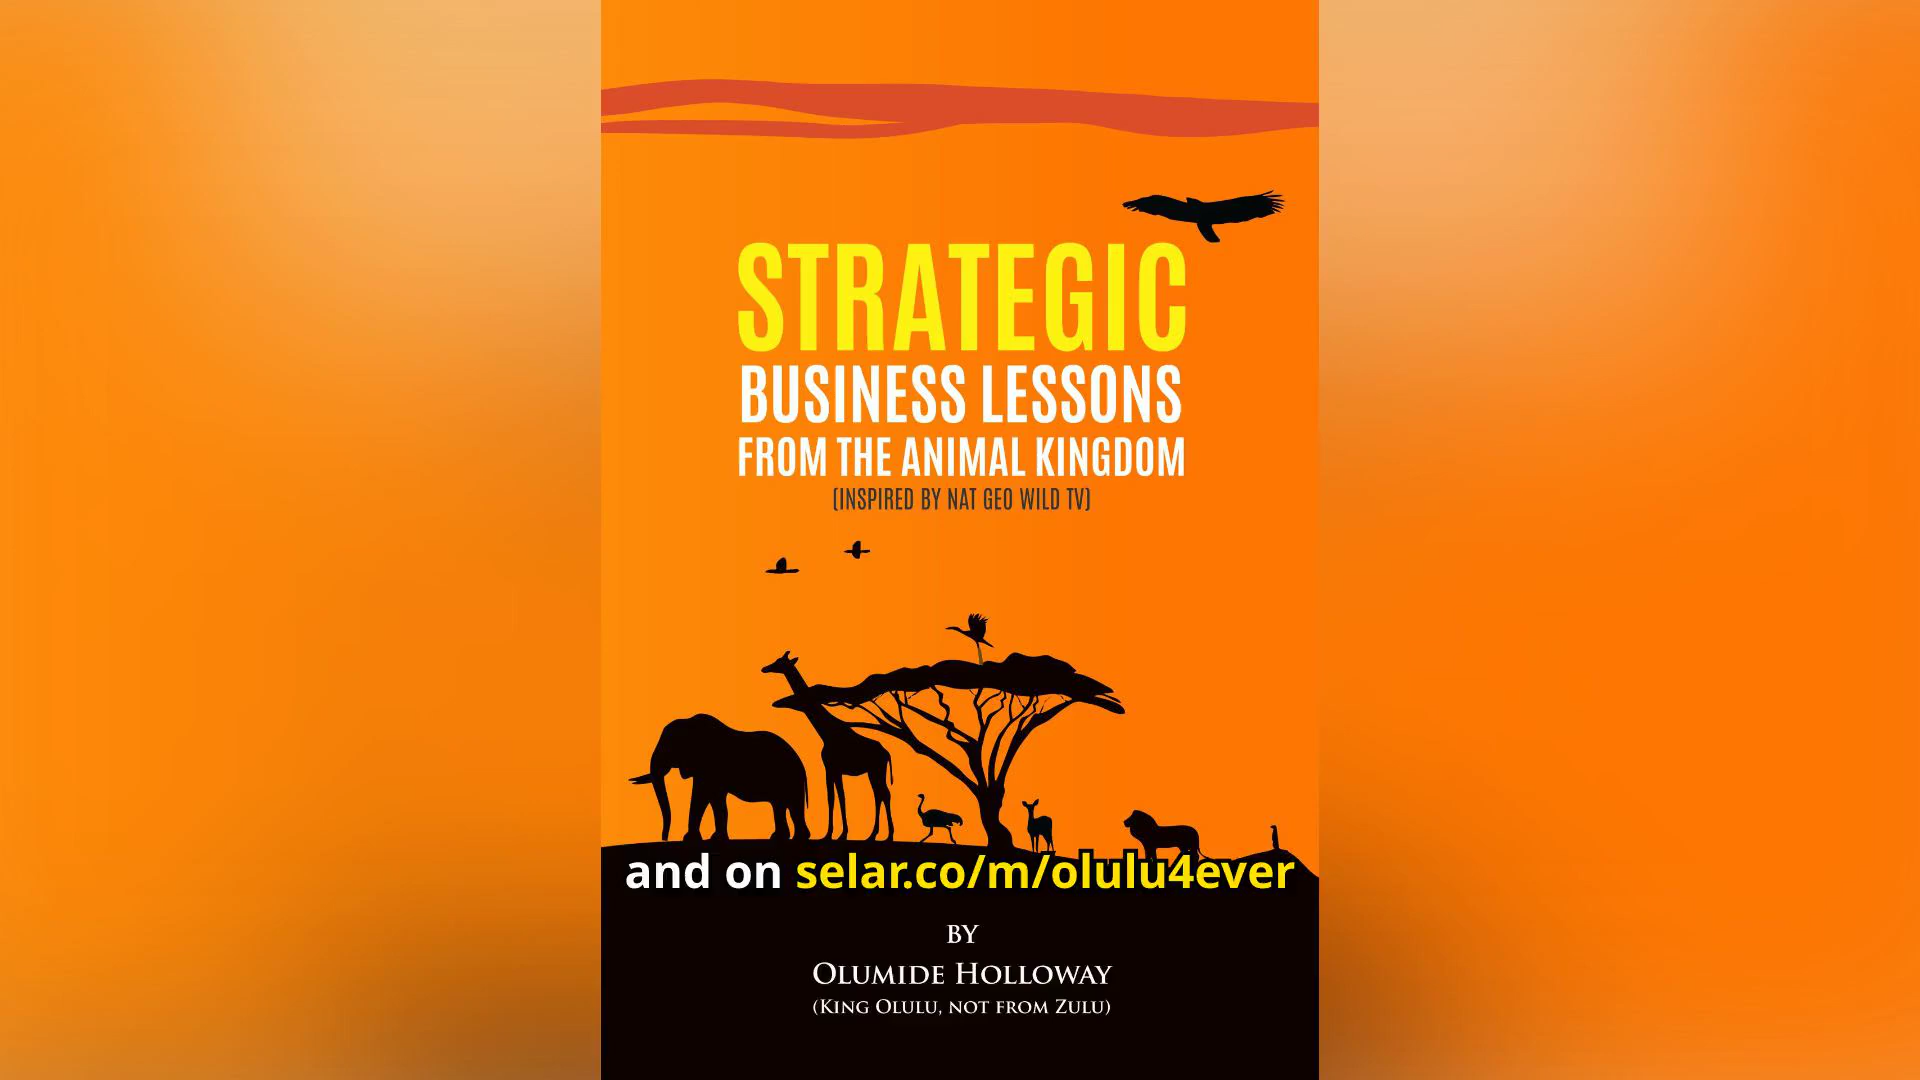 STRATEGIC
BUSINESS LESSONS
FROM THE ANIMAL KINGDOM
(INSPIRED BY NAT GEO WILD TV)
and on selar.co/m/olulu4ever
BY
OLUMIDE HOLLOWAY
(KING OLULU, NOT FROM ZULU)